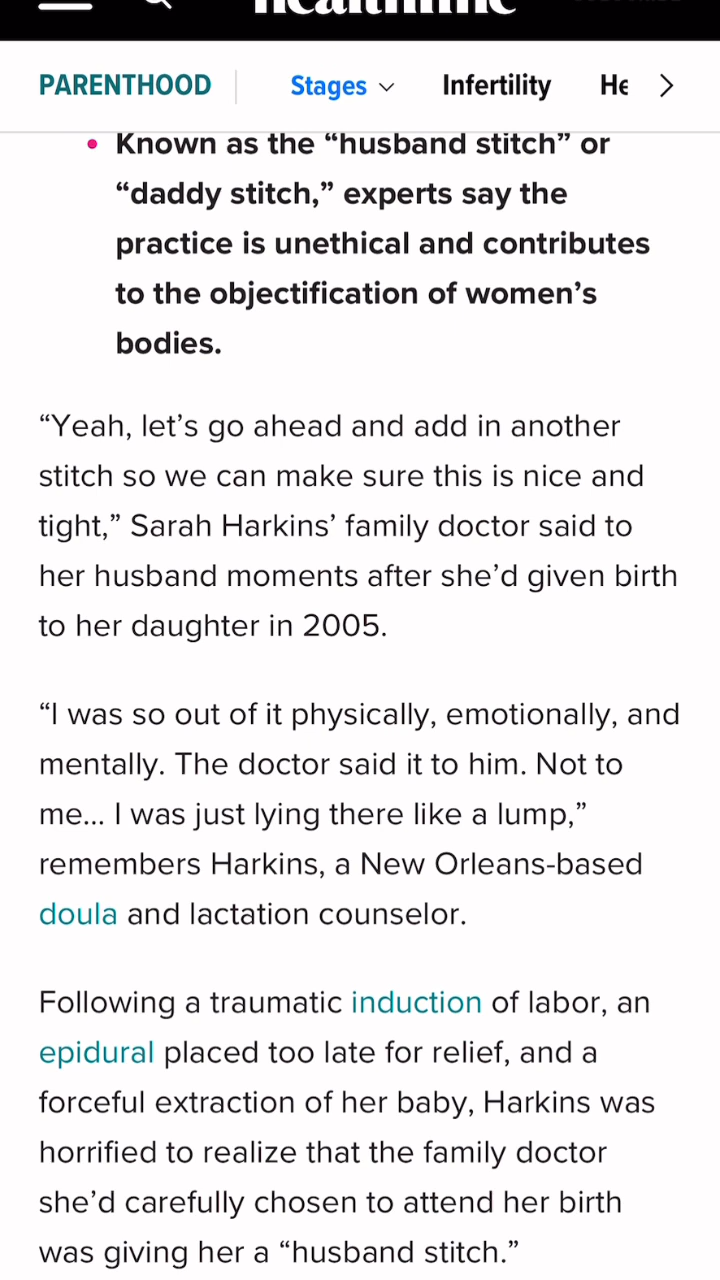 healthline
PARENTHOOD
Stages
Infertility
He
• Known as the “husband stitch” or
“daddy stitch,” experts say the
practice is unethical and contributes
to the objectification of women’s
bodies.
“Yeah, let’s go ahead and add in another
stitch so we can make sure this is nice and
tight,” Sarah Harkins’ family doctor said to
her husband moments after she’d given birth
to her daughter in 2005.
“I was so out of it physically, emotionally, and
mentally. The doctor said it to him. Not to
me... I was just lying there like a lump,”
remembers Harkins, a New Orleans-based
doula and lactation counselor.
Following a traumatic induction of labor, an
epidural placed too late for relief, and a
forceful extraction of her baby, Harkins was
horrified to realize that the family doctor
she’d carefully chosen to attend her birth
was giving her a “husband stitch.”